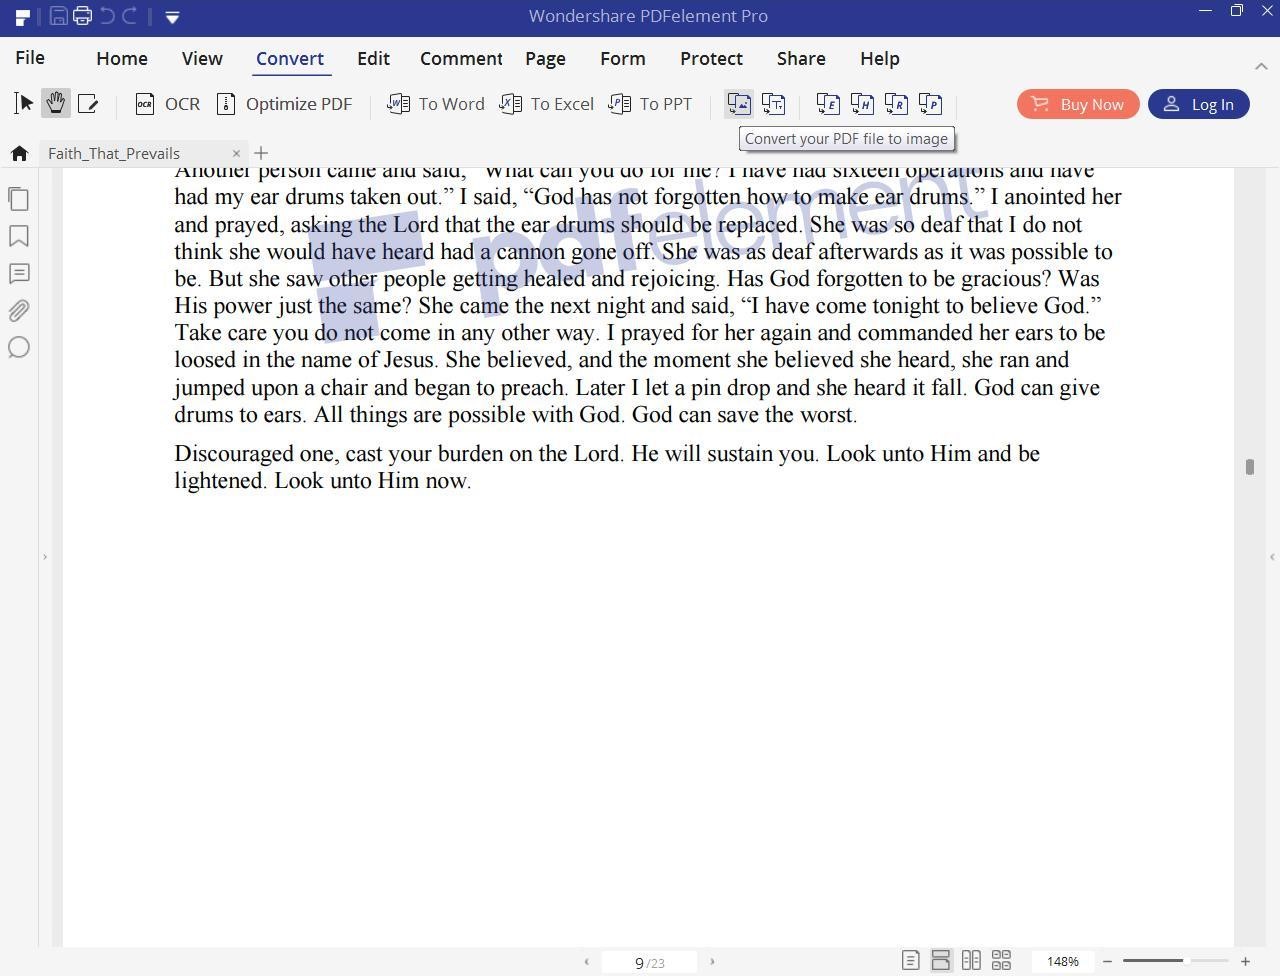 Wondershare PDFelement Pro
File Home View Convert Edit Comment Page Form Protect Share Help
OCR OCR Optimize PDF W To Word X To Excel P To PPT T E H R P Buy Now Log In
Convert your PDF file to image
Faith_That_Prevails
Another person came and said, “What can you do for me? I have had sixteen operations and have
had my ear drums taken out.” I said, “God has not forgotten how to make ear drums.” I anointed her
and prayed, asking the Lord that the ear drums should be replaced. She was so deaf that I do not
think she would have heard had a cannon gone off. She was as deaf afterwards as it was possible to
be. But she saw other people getting healed and rejoicing. Has God forgotten to be gracious? Was
His power just the same? She came the next night and said, “I have come tonight to believe God.”
Take care you do not come in any other way. I prayed for her again and commanded her ears to be
loosed in the name of Jesus. She believed, and the moment she believed she heard, she ran and
jumped upon a chair and began to preach. Later I let a pin drop and she heard it fall. God can give
drums to ears. All things are possible with God. God can save the worst.
pdfelement
Discouraged one, cast your burden on the Lord. He will sustain you. Look unto Him and be
lightened. Look unto Him now.
9 /23 148%